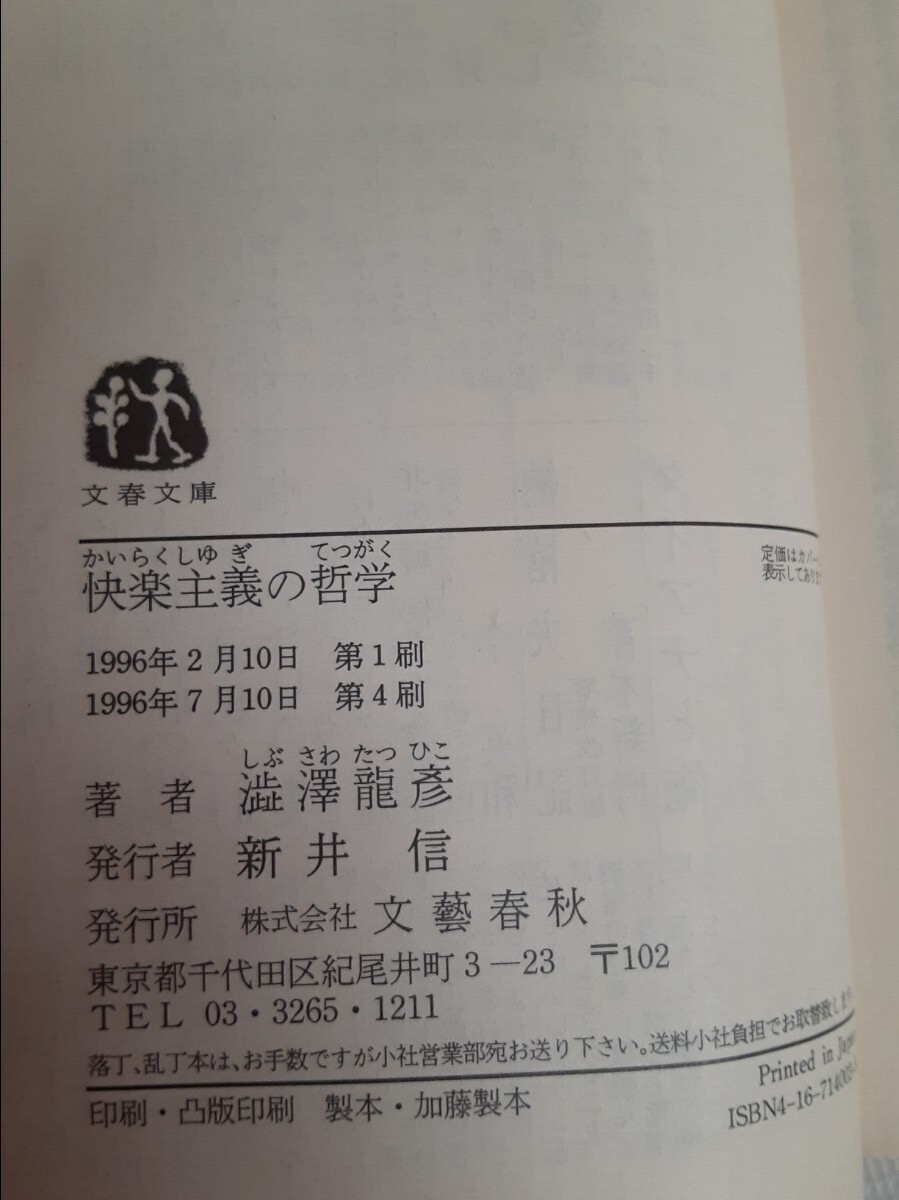 文春文庫
かいらくしゆぎ てつがく
快楽主義の哲学
定価はカバー
表示してあります
1996年2月10日 第1刷
1996年7月10日 第4刷
しぶ さわ たつ ひこ
著者 澁澤龍彥
発行者 新井 信
発行所 株式会社 文藝春秋
東京都千代田区紀尾井町3―23 〒102
TEL 03・3265・1211
落丁、乱丁本は、お手数ですが小社営業部宛お送り下さい。送料小社負担でお取替致します
印刷・凸版印刷 製本・加藤製本
Printed in Japan
ISBN4-16-71400